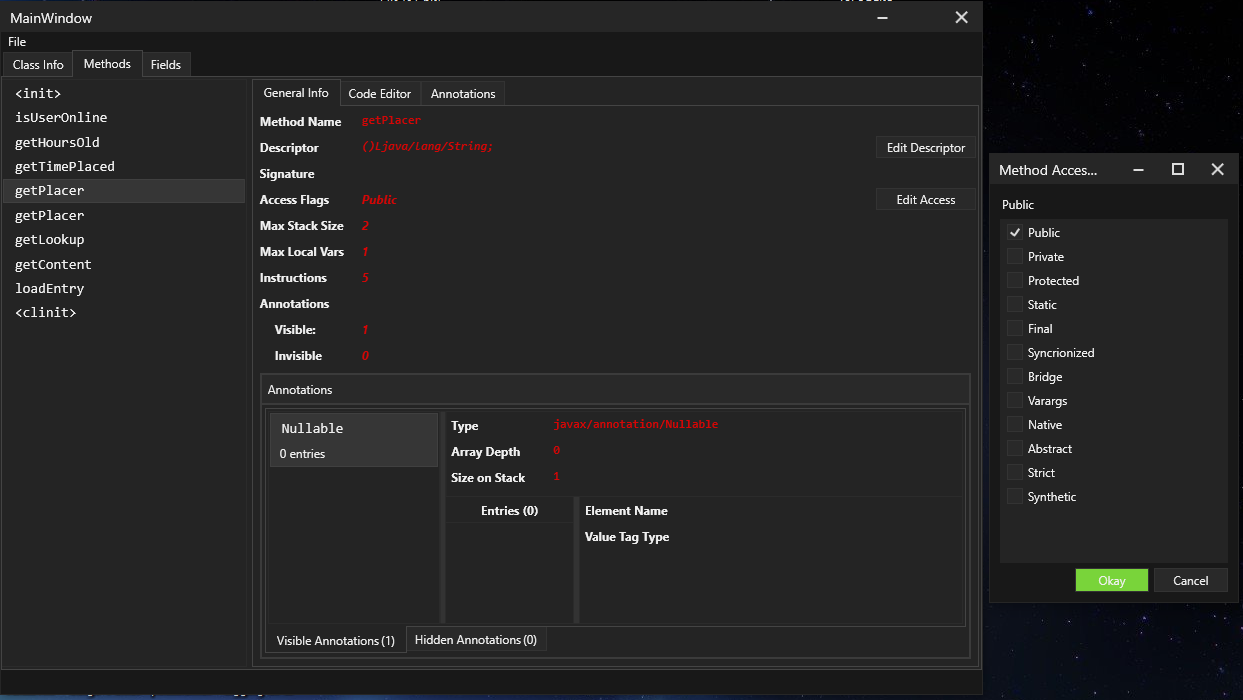 MainWindow
File
Class Info Methods Fields
<init>
isUserOnline
getHoursOld
getTimePlaced
getPlacer
getPlacer
getLookup
getContent
loadEntry
<clinit>
General Info Code Editor Annotations
Method Name getPlacer
Descriptor ()Ljava/lang/String; Edit Descriptor
Signature
Access Flags Public Edit Access
Max Stack Size 2
Max Local Vars 1
Instructions 5
Annotations
Visible: 1
Invisible 0
Annotations
Nullable
0 entries
Type javax/annotation/Nullable
Array Depth 0
Size on Stack 1
Entries (0)
Element Name
Value Tag Type
Visible Annotations (1) Hidden Annotations (0)
Method Acces...
Public
Public
Private
Protected
Static
Final
Syncrionized
Bridge
Varargs
Native
Abstract
Strict
Synthetic
Okay Cancel